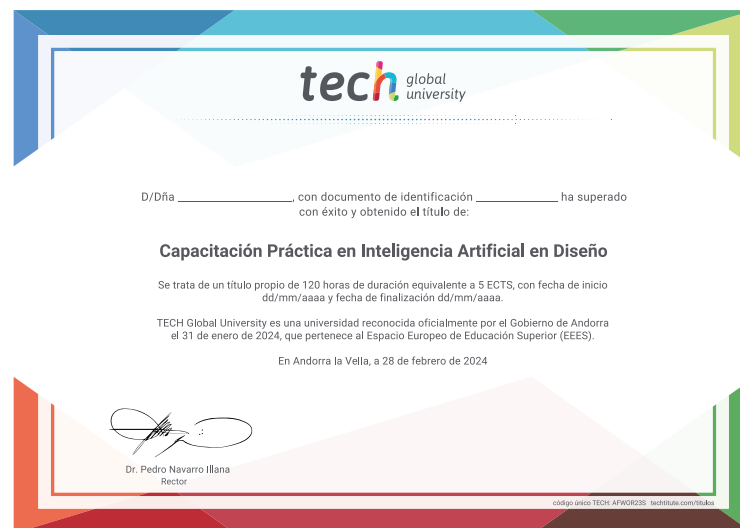 tech global
university
D/Dña ______________, con documento de identificación __________ ha superado
con éxito y obtenido el título de:
Capacitación Práctica en Inteligencia Artificial en Diseño
Se trata de un título propio de 120 horas de duración equivalente a 5 ECTS, con fecha de inicio
dd/mm/aaaa y fecha de finalización dd/mm/aaaa.
TECH Global University es una universidad reconocida oficialmente por el Gobierno de Andorra
el 31 de enero de 2024, que pertenece al Espacio Europeo de Educación Superior (EEES).
En Andorra la Vella, a 28 de febrero de 2024
Dr. Pedro Navarro Illana
Rector
código único TECH: AFWOR23S techtitute.com/titulos